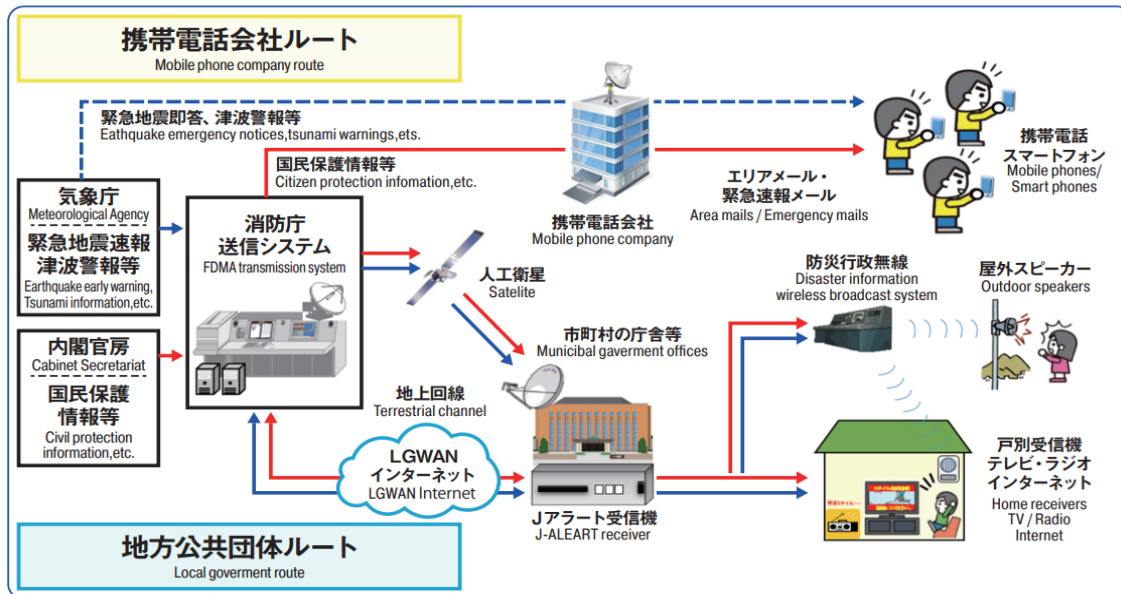 携帯電話会社ルート
Mobile phone company route
緊急地震即答、津波警報等
Eathquake emergency notices,tsunami warnings,ets.
国民保護情報等
Citizen protection infomation,etc.
携帯電話会社
Mobile phone company
エリアメール・
緊急速報メール
Area mails / Emergency mails
携帯電話
スマートフォン
Mobile phones/
Smart phones
気象庁
Meteorological Agency
緊急地震速報
津波警報等
Earthquake early warning,
Tsunami information,etc.
内閣官房
Cabinet Secretariat
国民保護
情報等
Civil protection
information,etc.
消防庁
送信システム
FDMA transmission system
人工衛星
Satelite
市町村の庁舎等
Municibal gaverment offices
地上回線
Terrestrial channel
LGWAN
インターネット
LGWAN Internet
Jアラート受信機
J-ALEART receiver
防災行政無線
Disaster information
wireless broadcast system
屋外スピーカー
Outdoor speakers
戸別受信機
テレビ・ラジオ
インターネット
Home receivers
TV / Radio
Internet
地方公共団体ルート
Local goverment route